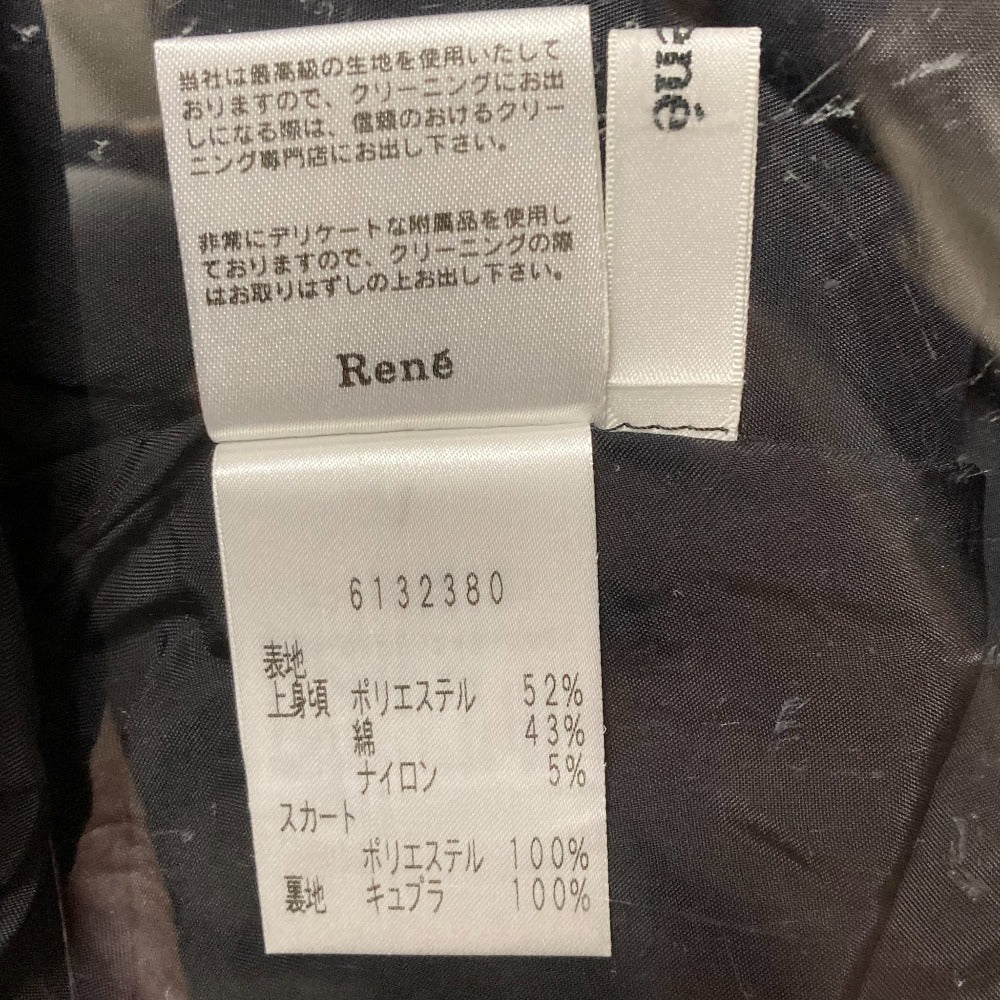 当社は最高級の生地を使用いたして
おりますので、クリーニングにお出
しになる際は、信頼のおけるクリー
ニング専門店にお出し下さい。
非常にデリケートな附属品を使用し
ておりますので、クリーニングの際
はお取りはずしの上お出し下さい。
René
ené
6132380
表地
上身頃 ポリエステル 52%
綿 43%
ナイロン 5%
スカート
ポリエステル 100%
裏地 キュプラ 100%